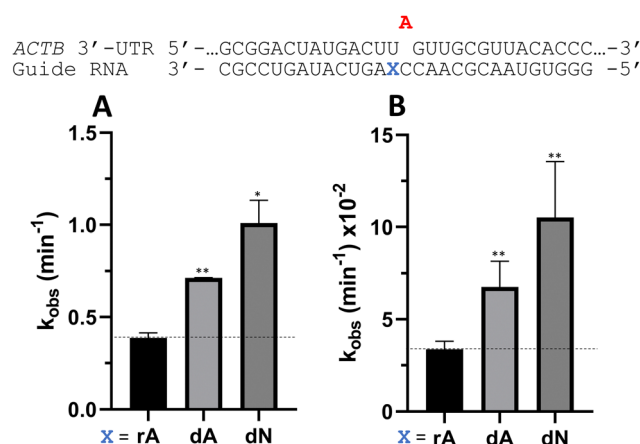 A
ACTB 3’-UTR 5’-…GCGGACUAUGACUU U GUUGCGUUACACCC…-3’
Guide RNA 3’- CGCCUGAUACUGAXCCAACGCAAUGUGGG -5’
A B
1.5
1.0
0.5
0.0
kobs (min-1)
**
*
X = rA dA dN
15
10
5
0
kobs (min-1) x10-2
**
**
X = rA dA dN